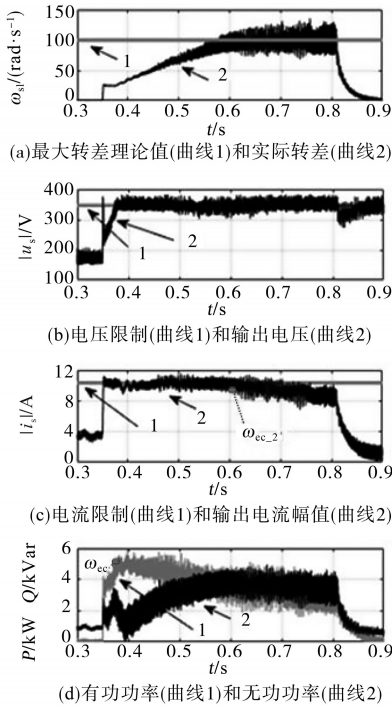 ωsl/(rad·s⁻¹)
150
100
50
0
1
2
0.3 0.4 0.5 0.6 0.7 0.8 0.9
t/s
(a)最大转差理论值(曲线1)和实际转差(曲线2)
|us|/V
400
300
200
100
1
2
0.3 0.4 0.5 0.6 0.7 0.8 0.9
t/s
(b)电压限制(曲线1)和输出电压(曲线2)
|is|/A
12
8
4
0
1
2
ωec_2
0.3 0.4 0.5 0.6 0.7 0.8 0.9
t/s
(c)电流限制(曲线1)和输出电流幅值(曲线2)
P/kW Q/kVar
6
4
2
0
ωec
1
2
0.3 0.4 0.5 0.6 0.7 0.8 0.9
t/s
(d)有功功率(曲线1)和无功功率(曲线2)